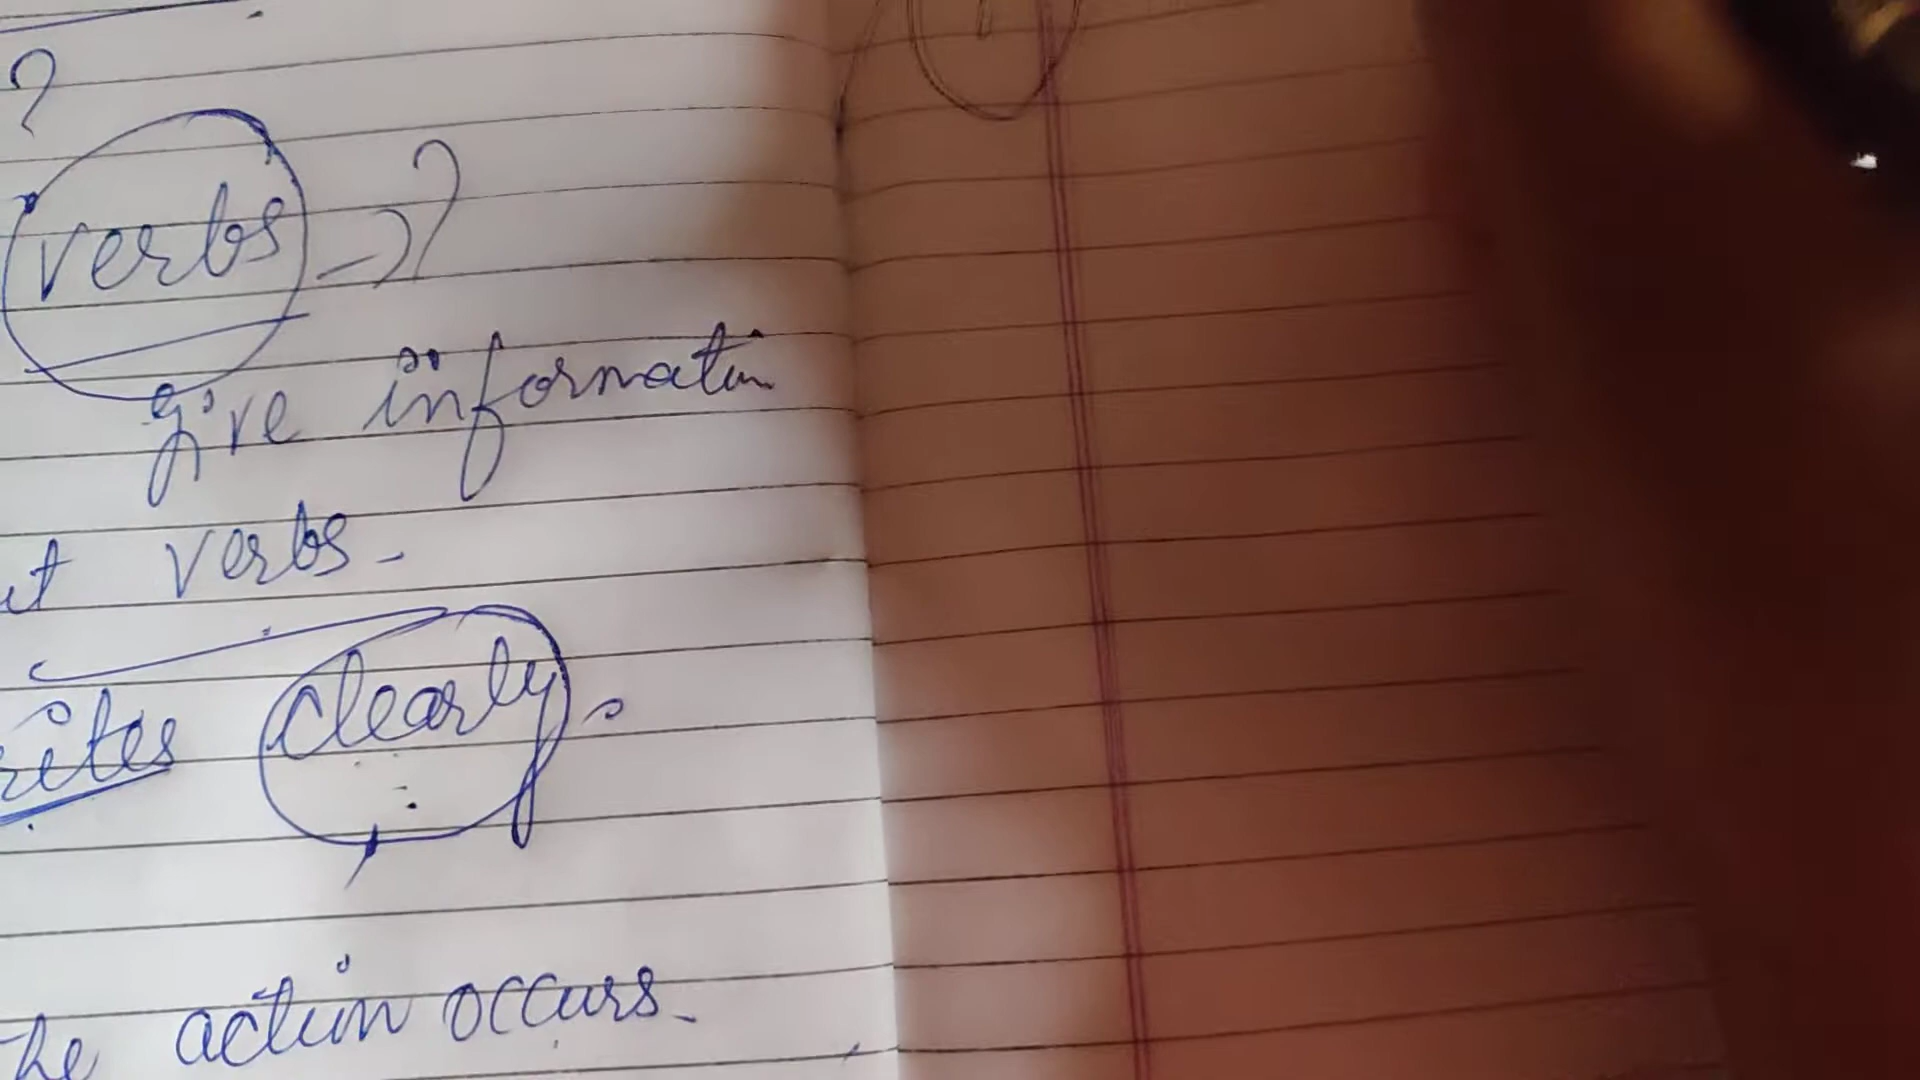 ?
verbs → ?
give information
verbs.
clearly.
action occurs.